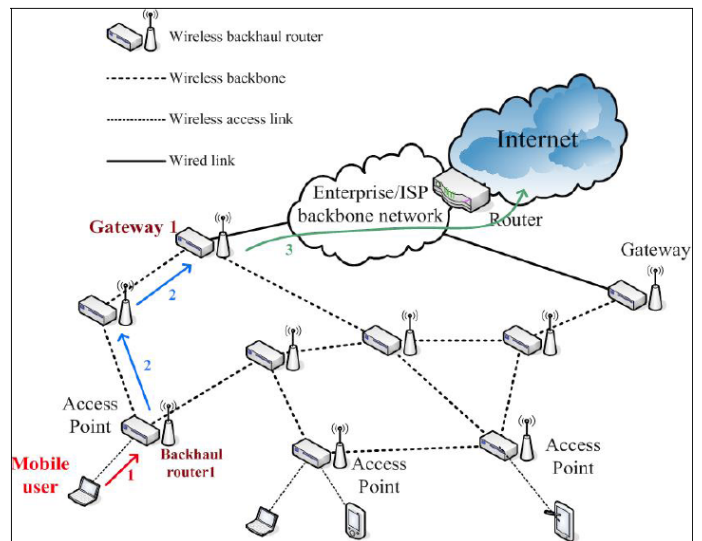 Wireless backhaul router
Wireless backbone
Wireless access link
Wired link
Internet
Enterprise/ISP
backbone network
Router
Gateway 1
3
Gateway
2
2
Access
Point
Backhaul
router1
Mobile
user
1
Access
Point
Access
Point